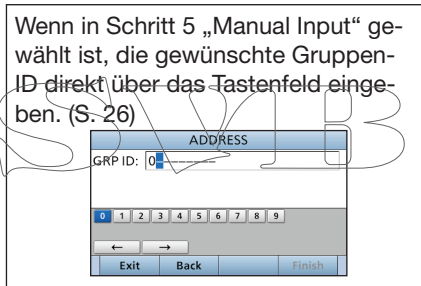 Wenn in Schritt 5 „Manual Input“ ge-
wählt ist, die gewünschte Gruppen-
ID direkt über das Tastenfeld einge-
ben. (S. 26)
ADDRESS
GRP ID: 0--------
0 1 2 3 4 5 6 7 8 9
← →
Exit Back Finish